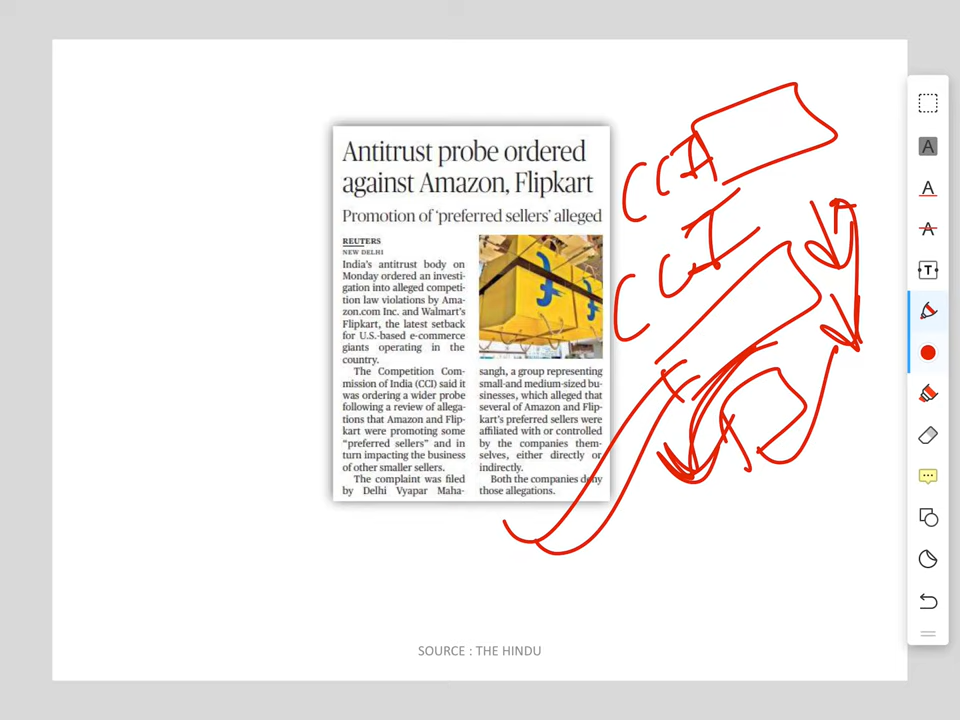 Antitrust probe ordered
against Amazon, Flipkart
Promotion of ‘preferred sellers’ alleged
REUTERS
NEW DELHI
India’s antitrust body on
Monday ordered an investi-
gation into alleged competi-
tion law violations by Ama-
zon.com Inc. and Walmart’s
Flipkart, the latest setback
for U.S.-based e-commerce
giants operating in the
country.
The Competition Com-
mission of India (CCI) said it
was ordering a wider probe
following a review of allega-
tions that Amazon and Flip-
kart were promoting some
“preferred sellers” and in
turn impacting the business
of other smaller sellers.
The complaint was filed
by Delhi Vyapar Maha-
sangh, a group representing
small-and medium-sized bu-
sinesses, which alleged that
several of Amazon and Flip-
kart’s preferred sellers were
affiliated with or controlled
by the companies them-
selves, either directly or
indirectly.
Both the companies deny
those allegations.
CCA
CCI
SOURCE : THE HINDU
A
A
A
T